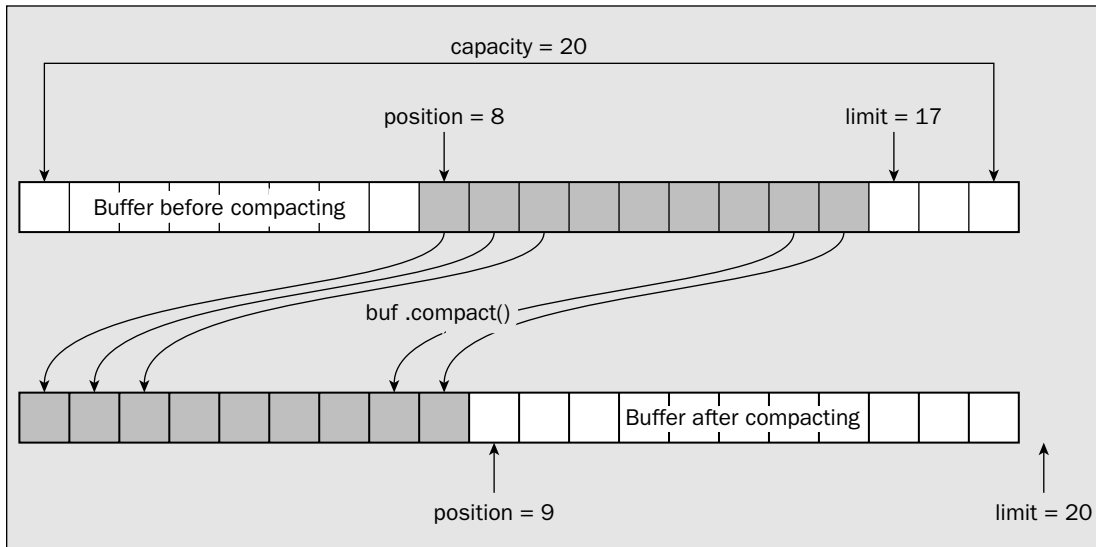 capacity = 20
position = 8
limit = 17
Buffer before compacting
buf .compact()
Buffer after compacting
position = 9
limit = 20